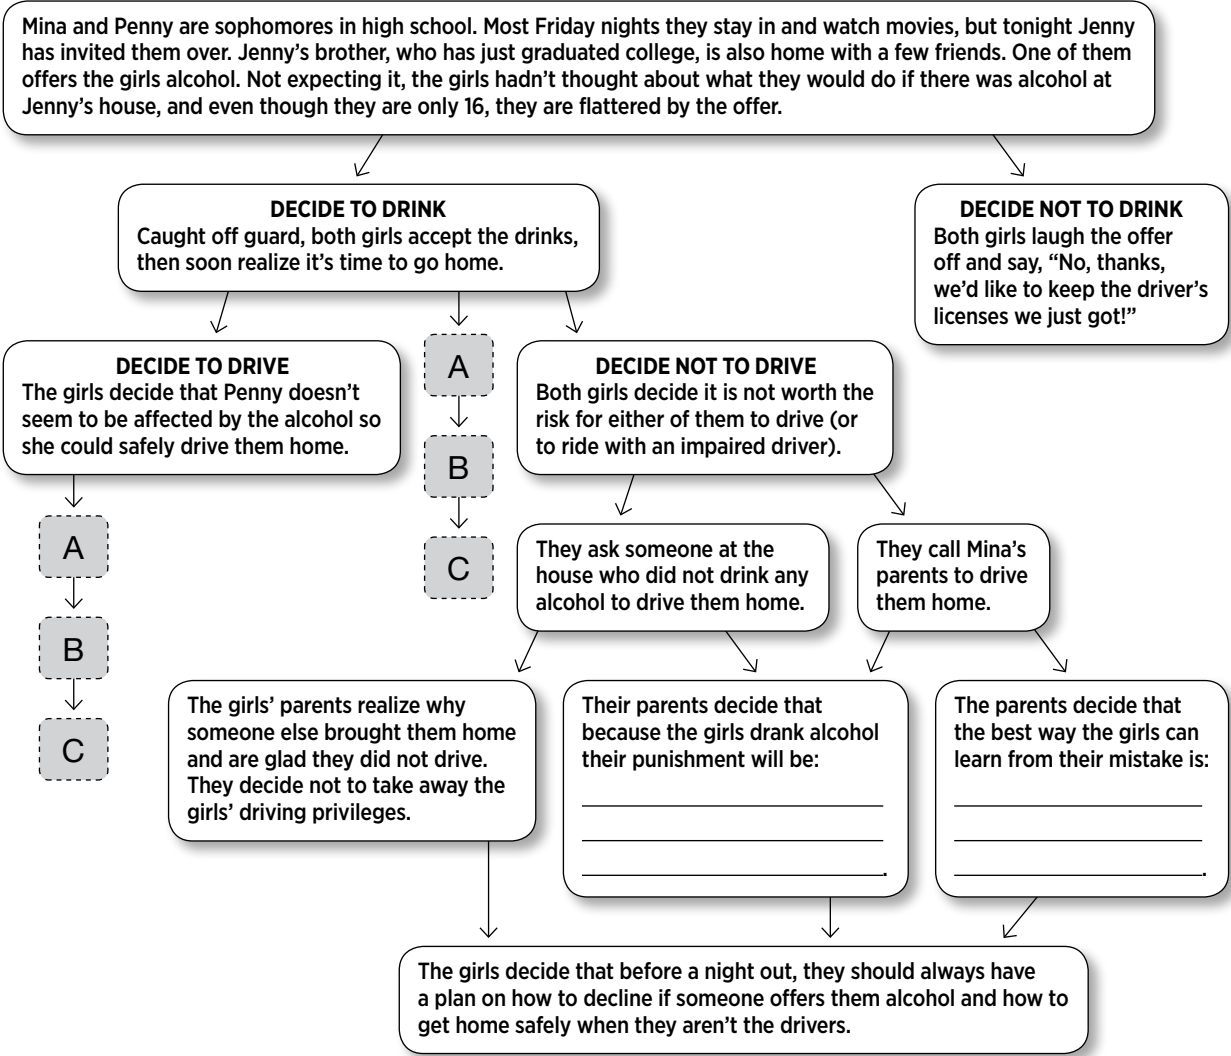 Mina and Penny are sophomores in high school. Most Friday nights they stay in and watch movies, but tonight Jenny
has invited them over. Jenny’s brother, who has just graduated college, is also home with a few friends. One of them
offers the girls alcohol. Not expecting it, the girls hadn’t thought about what they would do if there was alcohol at
Jenny’s house, and even though they are only 16, they are flattered by the offer.
DECIDE TO DRINK
Caught off guard, both girls accept the drinks,
then soon realize it’s time to go home.
DECIDE NOT TO DRINK
Both girls laugh the offer
off and say, “No, thanks,
we’d like to keep the driver’s
licenses we just got!”
DECIDE TO DRIVE
The girls decide that Penny doesn’t
seem to be affected by the alcohol so
she could safely drive them home.
A
B
C
A
B
C
DECIDE NOT TO DRIVE
Both girls decide it is not worth the
risk for either of them to drive (or
to ride with an impaired driver).
They ask someone at the
house who did not drink any
alcohol to drive them home.
They call Mina’s
parents to drive
them home.
The girls’ parents realize why
someone else brought them home
and are glad they did not drive.
They decide not to take away the
girls’ driving privileges.
Their parents decide that
because the girls drank alcohol
their punishment will be:
.
The parents decide that
the best way the girls can
learn from their mistake is:
.
The girls decide that before a night out, they should always have
a plan on how to decline if someone offers them alcohol and how to
get home safely when they aren’t the drivers.